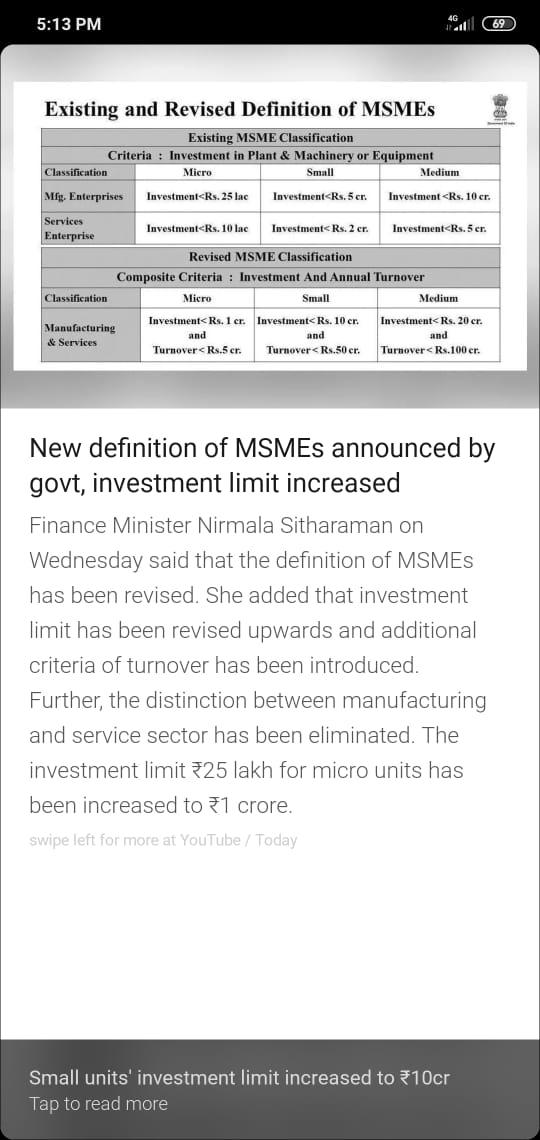 5:13 PM
4G
69
Existing and Revised Definition of MSMEs
Existing MSME Classification
Criteria : Investment in Plant & Machinery or Equipment
Classification Micro Small Medium
Mfg. Enterprises Investment<Rs. 25 lac Investment<Rs. 5 cr. Investment <Rs. 10 cr.
Services
Enterprise Investment<Rs. 10 lac Investment< Rs. 2 cr. Investment<Rs. 5 cr.
Revised MSME Classification
Composite Criteria : Investment And Annual Turnover
Classification Micro Small Medium
Manufacturing
& Services
Investment< Rs. 1 cr.
and
Turnover < Rs.5 cr.
Investment< Rs. 10 cr.
and
Turnover < Rs.50 cr.
Investment< Rs. 20 cr.
and
Turnover < Rs.100 cr.
New definition of MSMEs announced by
govt, investment limit increased
Finance Minister Nirmala Sitharaman on
Wednesday said that the definition of MSMEs
has been revised. She added that investment
limit has been revised upwards and additional
criteria of turnover has been introduced.
Further, the distinction between manufacturing
and service sector has been eliminated. The
investment limit ₹25 lakh for micro units has
been increased to ₹1 crore.
swipe left for more at YouTube / Today
Small units' investment limit increased to ₹10cr
Tap to read more